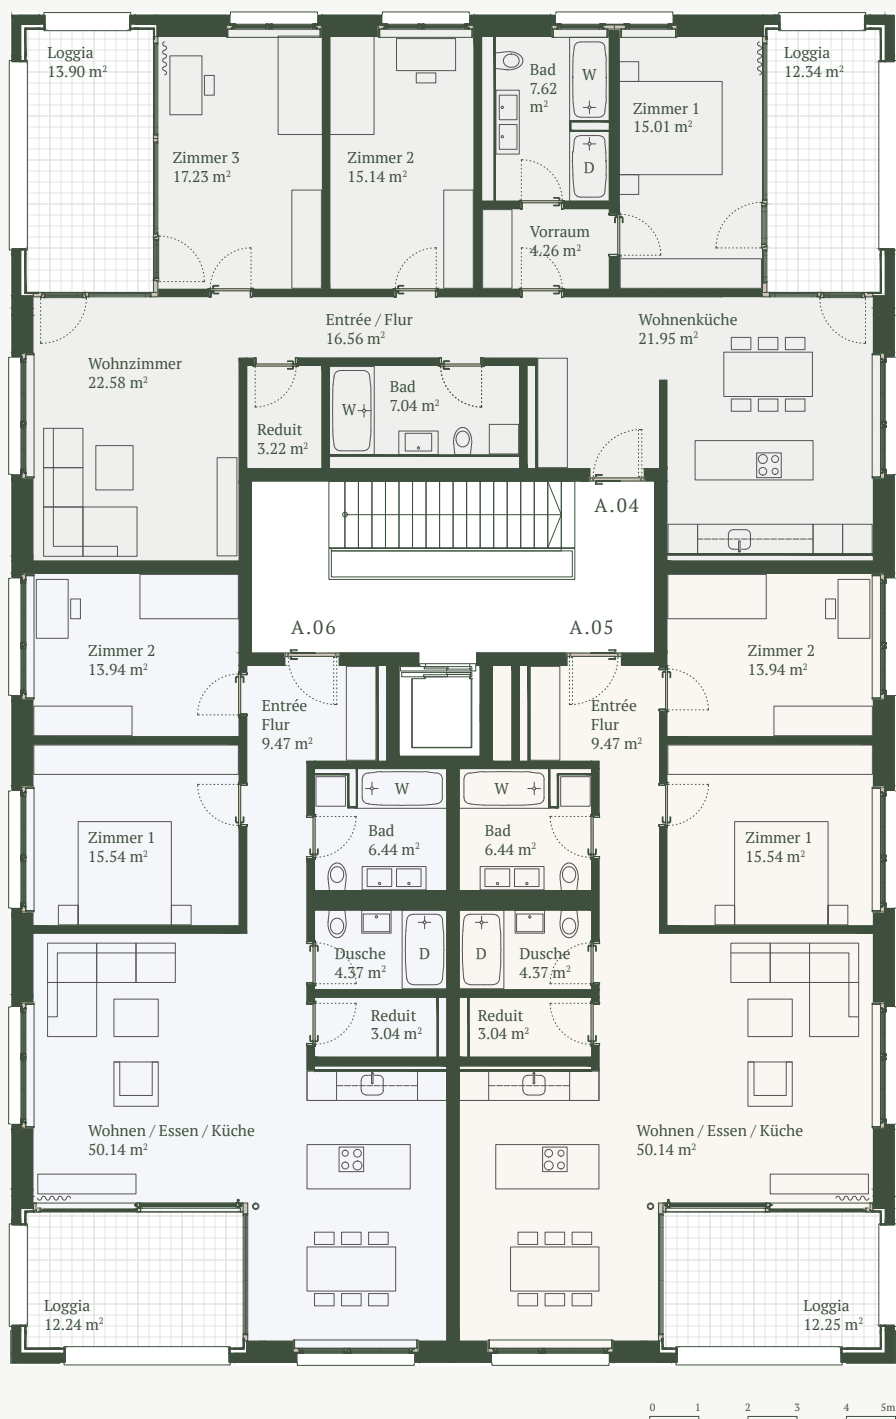 Loggia
13.90 m²
Zimmer 3
17.23 m²
Zimmer 2
15.14 m²
Bad
7.62
m²
W
D
Zimmer 1
15.01 m²
Loggia
12.34 m²
Vorraum
4.26 m²
Entrée / Flur
16.56 m²
Wohnenküche
21.95 m²
Wohnzimmer
22.58 m²
Reduit
3.22 m²
W
Bad
7.04 m²
A.04
A.06
A.05
Zimmer 2
13.94 m²
Entrée
Flur
9.47 m²
Entrée
Flur
9.47 m²
Zimmer 2
13.94 m²
Zimmer 1
15.54 m²
W
Bad
6.44 m²
W
Bad
6.44 m²
Zimmer 1
15.54 m²
Dusche
4.37 m²
D
D
Dusche
4.37 m²
Reduit
3.04 m²
Reduit
3.04 m²
Wohnen / Essen / Küche
50.14 m²
Wohnen / Essen / Küche
50.14 m²
Loggia
12.24 m²
Loggia
12.25 m²
0 1 2 3 4 5m